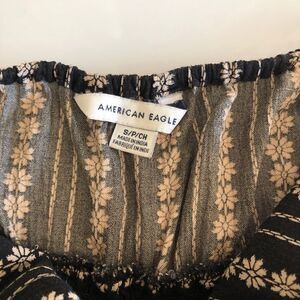 AMERICAN EAGLE
S/P/CH
MADE IN INDIA
FABRIQUÉ EN INDE